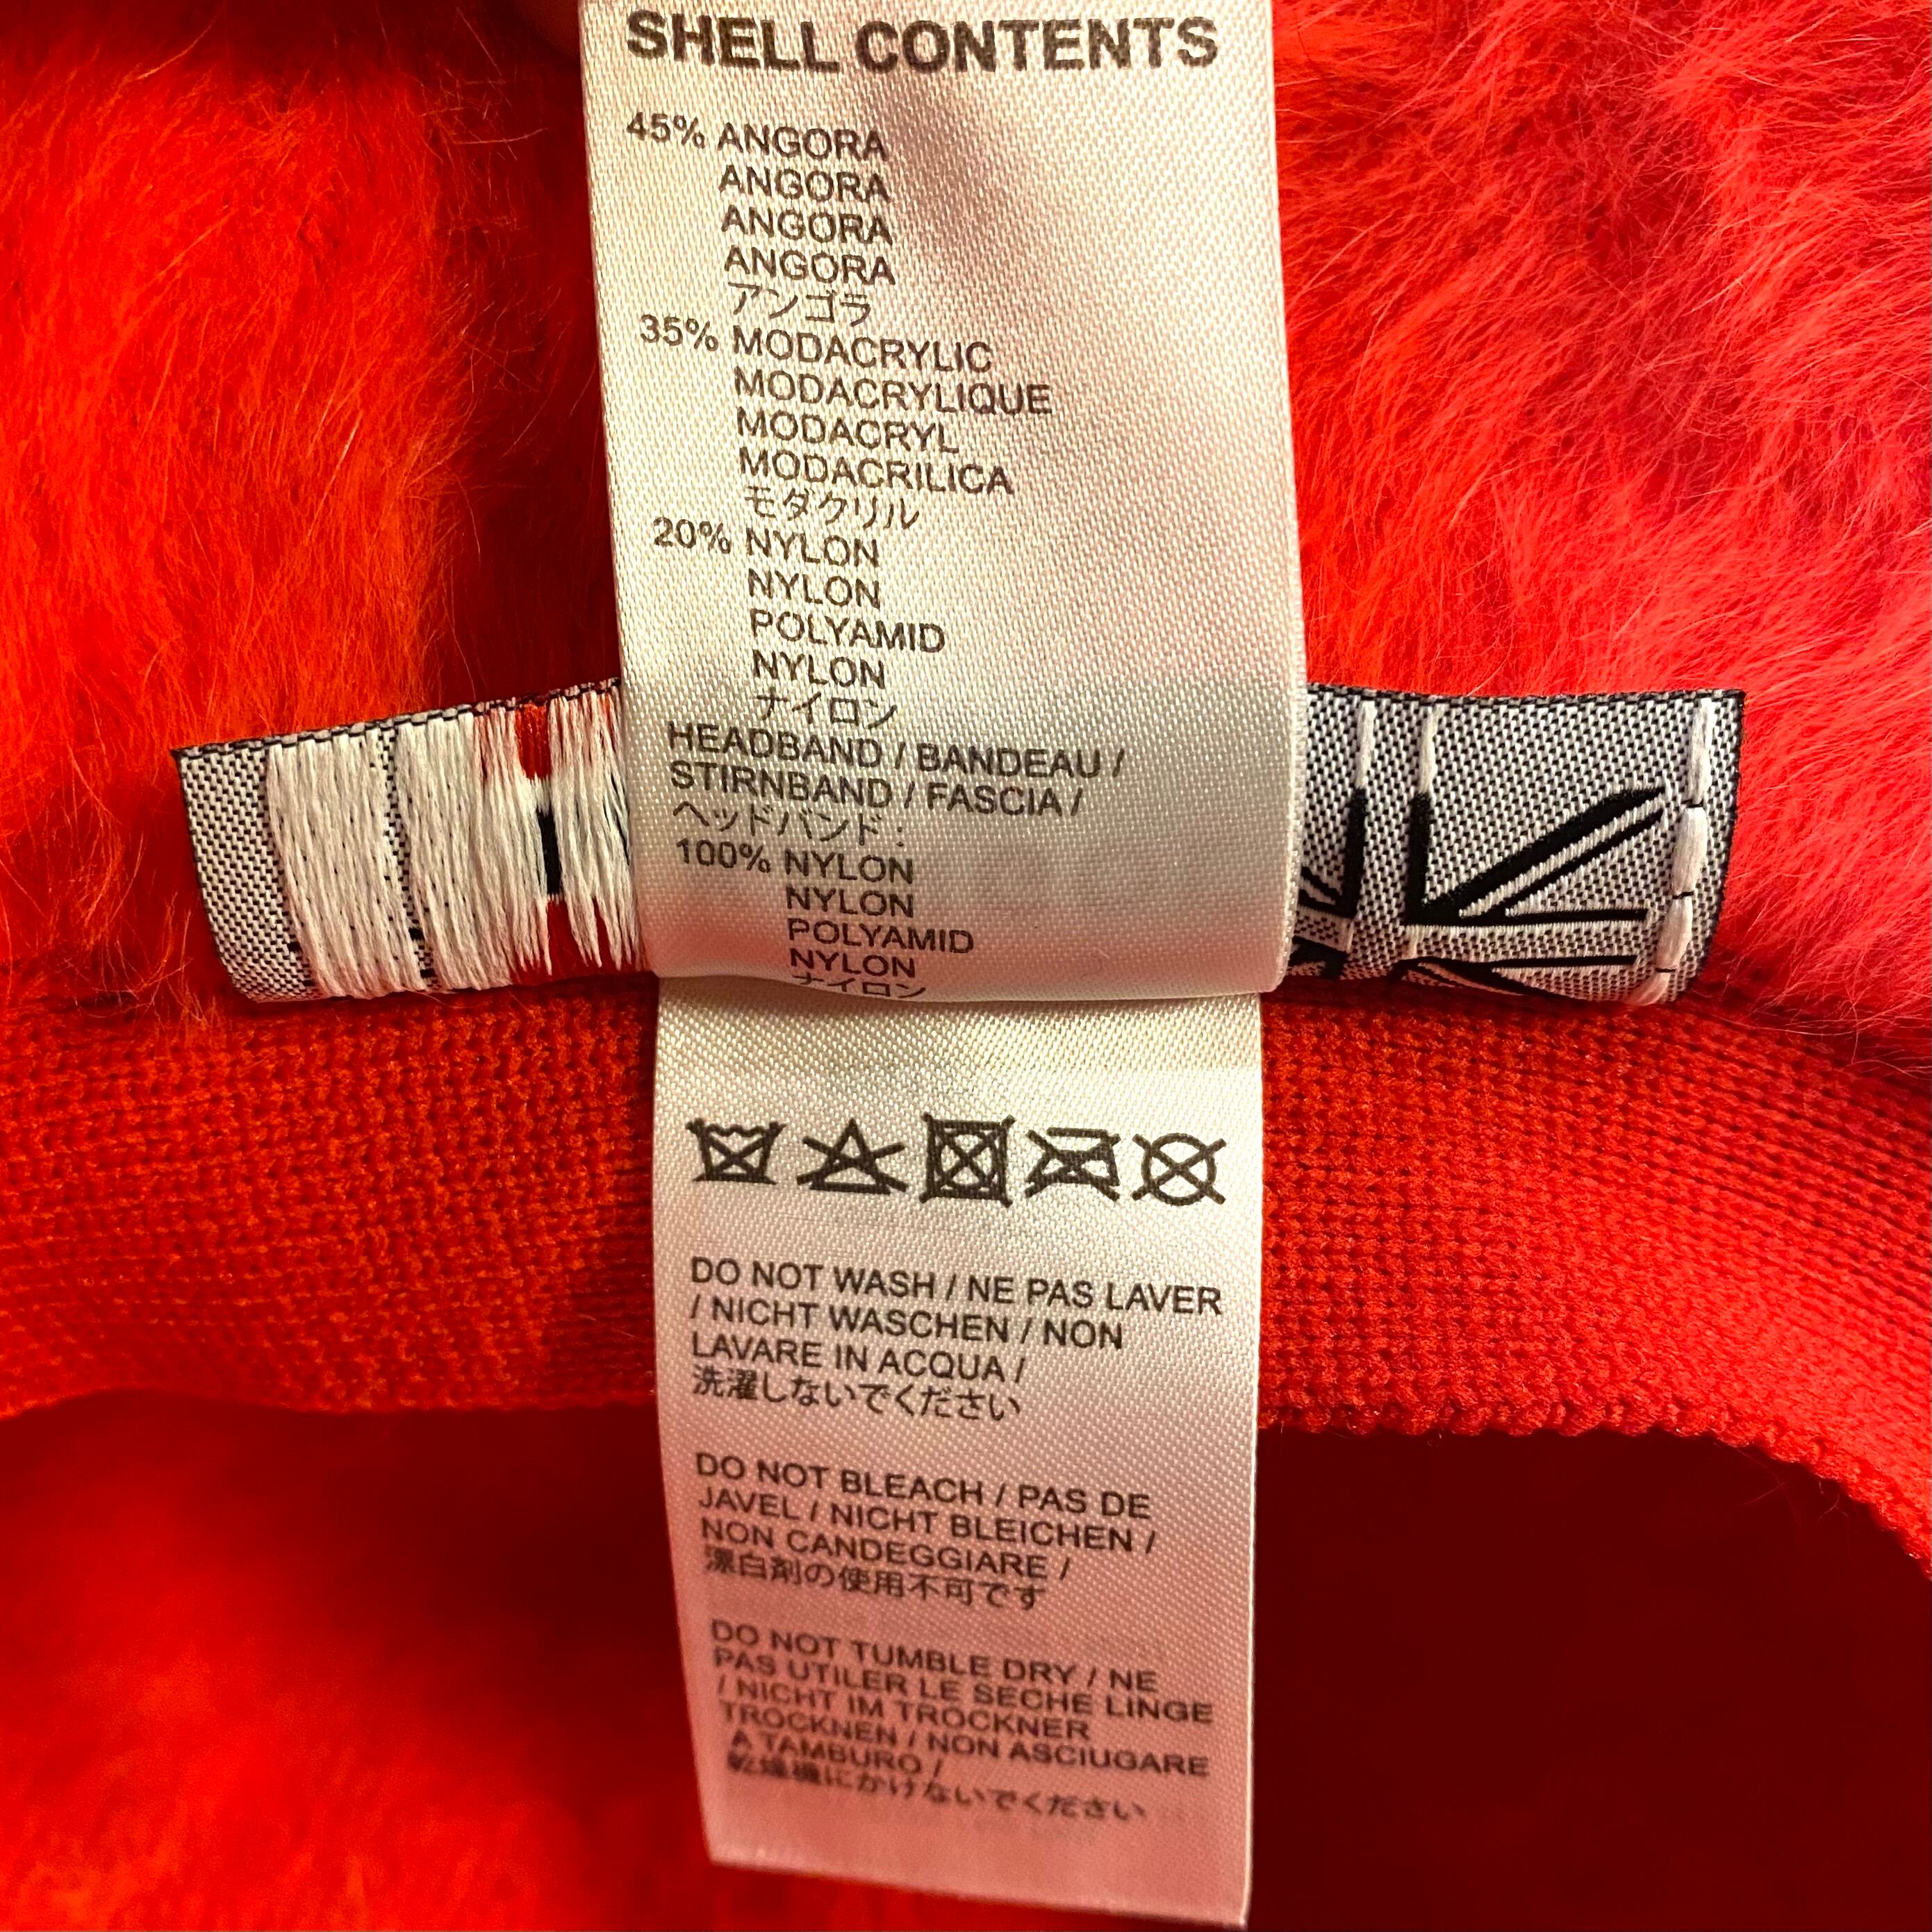 SHELL CONTENTS
45% ANGORA
ANGORA
ANGORA
ANGORA
アンゴラ
35% MODACRYLIC
MODACRYLIQUE
MODACRYL
MODACRILICA
モダクリル
20% NYLON
NYLON
POLYAMID
NYLON
ナイロン
HEADBAND / BANDEAU /
STIRNBAND / FASCIA /
ヘッドバンド :
100% NYLON
NYLON
POLYAMID
NYLON
ナイロン
DO NOT WASH / NE PAS LAVER
/ NICHT WASCHEN / NON
LAVARE IN ACQUA /
洗濯しないでください
DO NOT BLEACH / PAS DE
JAVEL / NICHT BLEICHEN /
NON CANDEGGIARE /
漂白剤の使用不可です
DO NOT TUMBLE DRY / NE
PAS UTILER LE SECHE LINGE
/ NICHT IM TROCKNER
TROCKNEN / NON ASCIUGARE
A TAMBURO /
乾燥機にかけないでください